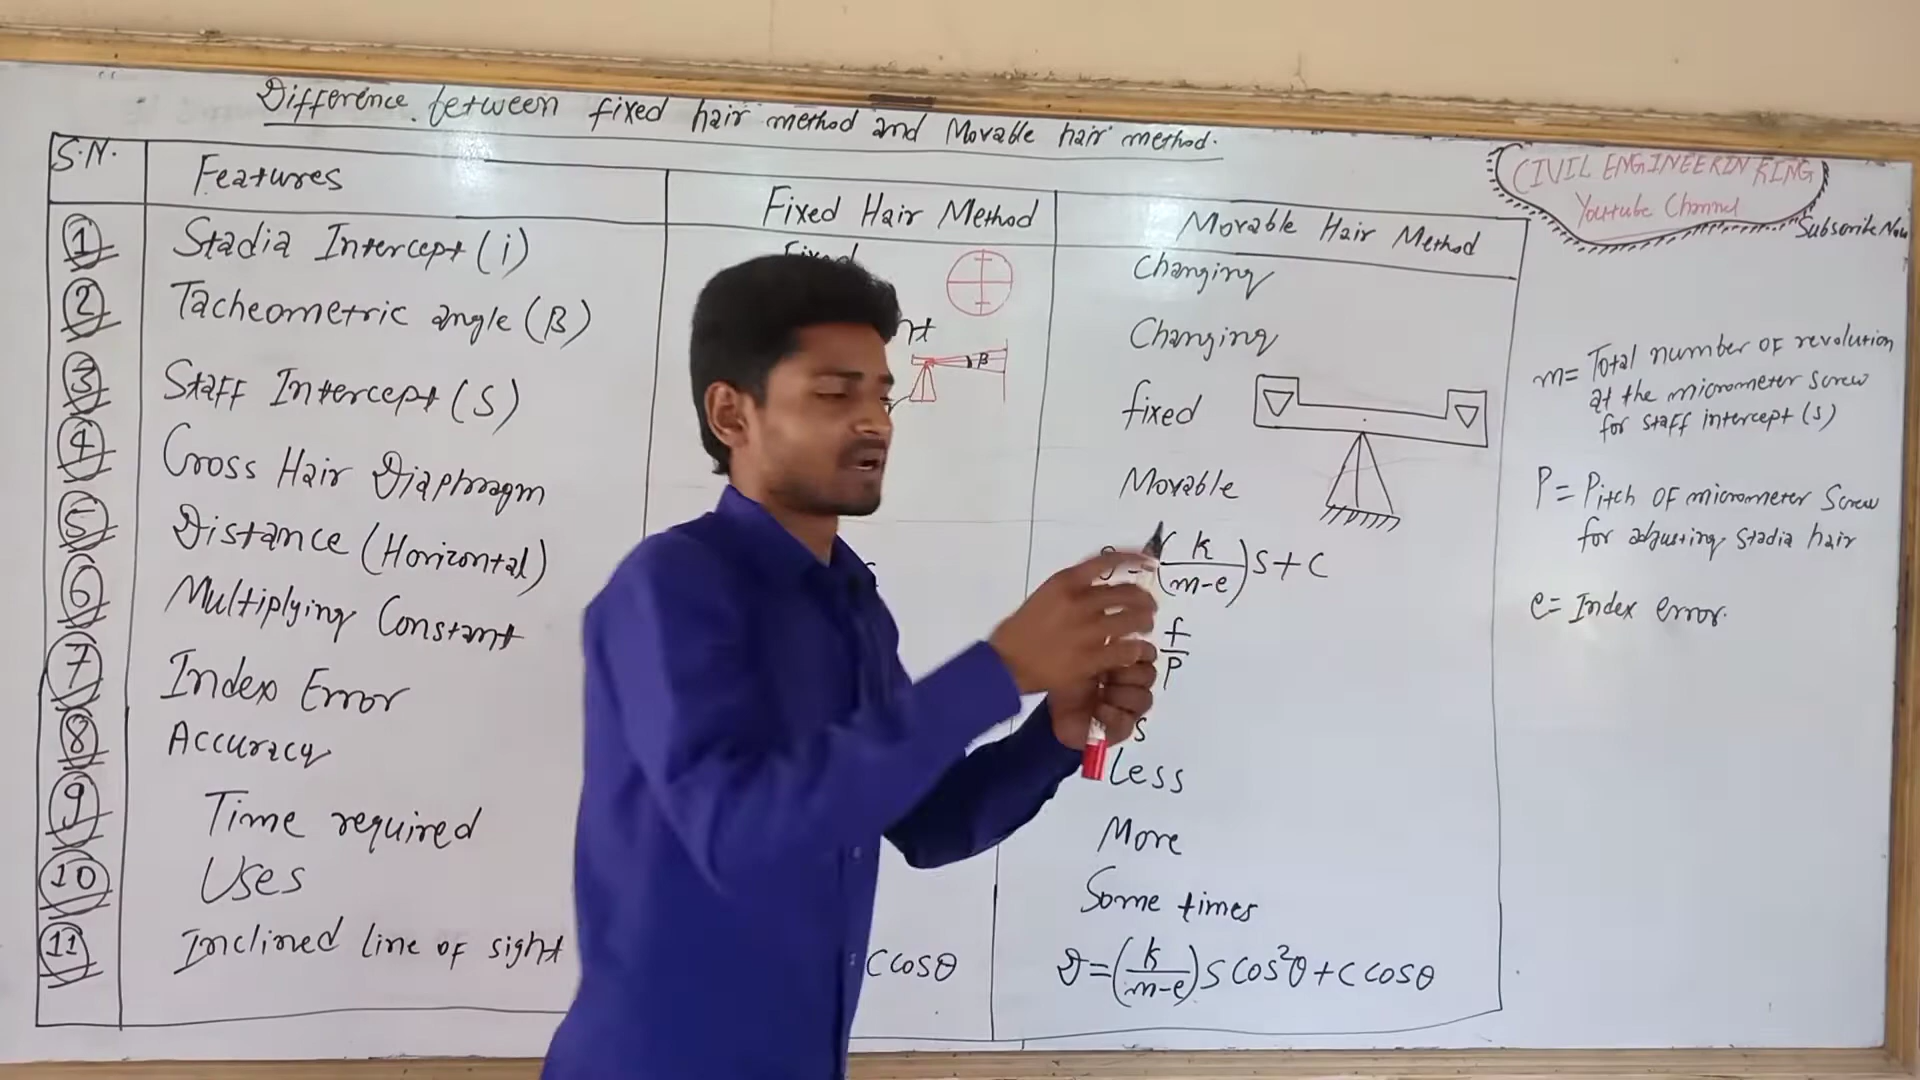 Difference between fixed hair method and Movable hair method.
S.N.
Features
Fixed Hair Method
Movable Hair Method
1
Stadia Intercept (i)
Fixed
Changing
2
Tacheometric angle (β)
β
Changing
3
Staff Intercept (S)
fixed
4
Cross Hair Diaphragm
Movable
5
Distance (Horizontal)
(k/m-e) S + C
6
Multiplying Constant
f/P
7
Index Error
8
Accuracy
Less
9
Time required
More
10
Uses
Some times
11
Inclined line of sight
C cosθ
D = (k/m-e) S Cos²θ + C cosθ
CIVIL ENGINEERIN KING
Youtube Channel
Subscribe Now
m = Total number of revolution
at the micrometer screw
for staff intercept (s)
P = Pitch of micrometer Screw
for adjusting stadia hair
e = Index error.